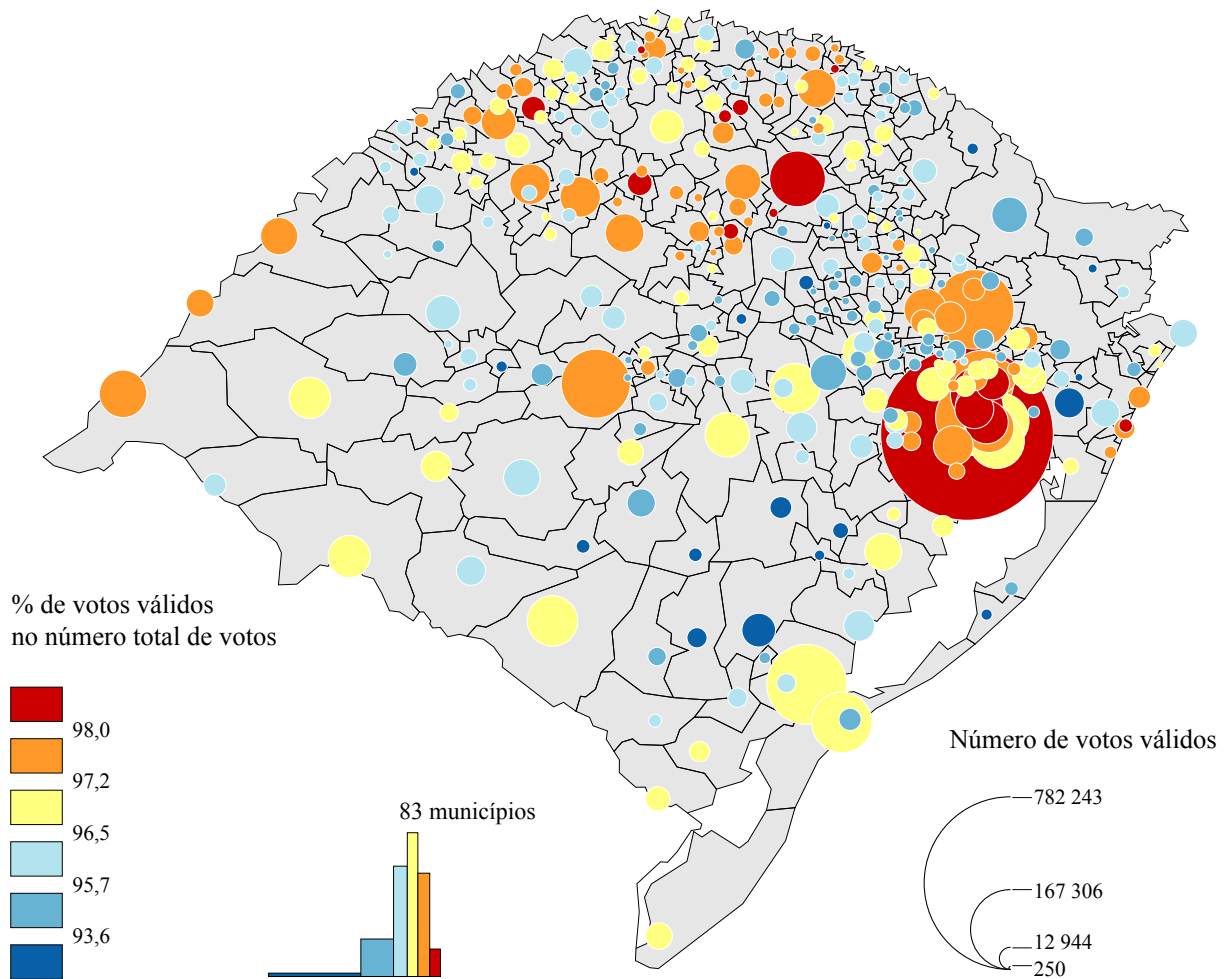 % de votos válidos
no número total de votos
98,0
97,2
96,5
95,7
93,6
83 municípios
Número de votos válidos
782 243
167 306
12 944
250